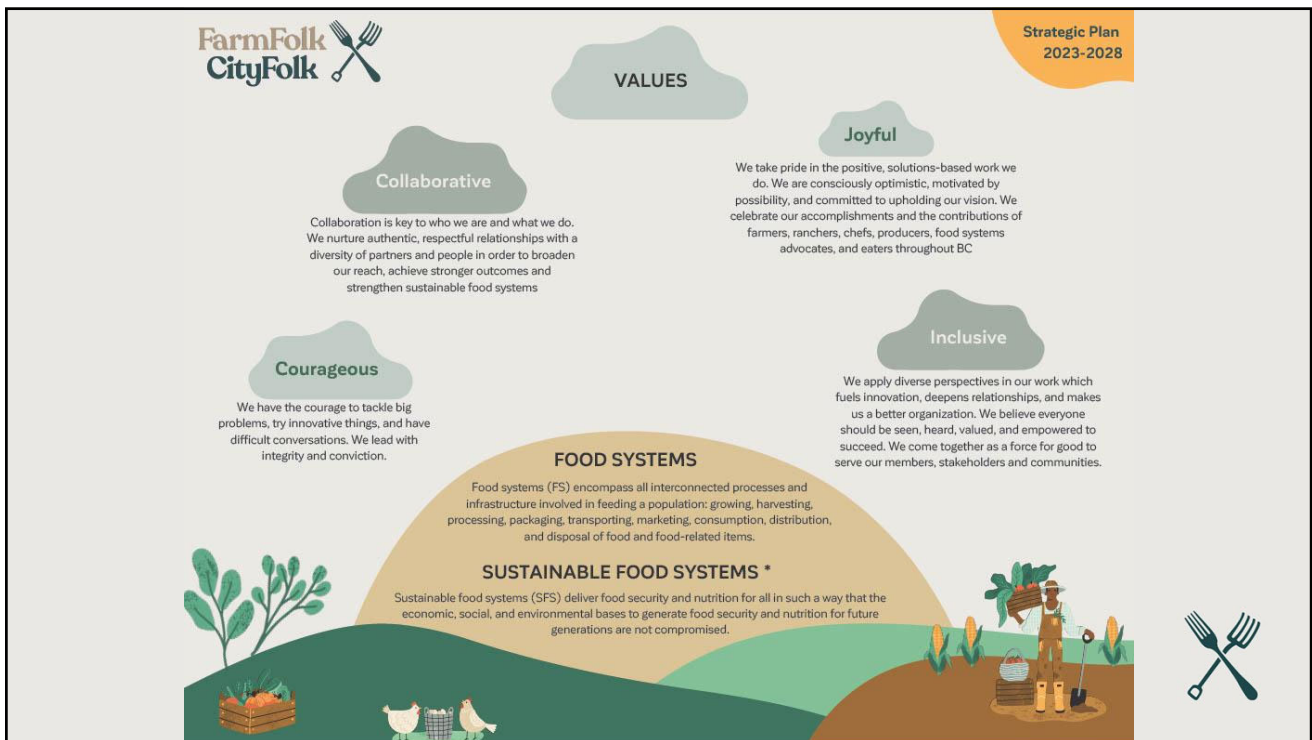 FarmFolk
CityFolk
Strategic Plan
2023-2028
VALUES
Collaborative
Collaboration is key to who we are and what we do.
We nurture authentic, respectful relationships with a
diversity of partners and people in order to broaden
our reach, achieve stronger outcomes and
strengthen sustainable food systems
Joyful
We take pride in the positive, solutions-based work we
do. We are consciously optimistic, motivated by
possibility, and committed to upholding our vision. We
celebrate our accomplishments and the contributions of
farmers, ranchers, chefs, producers, food systems
advocates, and eaters throughout BC
Courageous
We have the courage to tackle big
problems, try innovative things, and have
difficult conversations. We lead with
integrity and conviction.
Inclusive
We apply diverse perspectives in our work which
fuels innovation, deepens relationships, and makes
us a better organization. We believe everyone
should be seen, heard, valued, and empowered to
succeed. We come together as a force for good to
serve our members, stakeholders and communities.
FOOD SYSTEMS
Food systems (FS) encompass all interconnected processes and
infrastructure involved in feeding a population: growing, harvesting,
processing, packaging, transporting, marketing, consumption, distribution,
and disposal of food and food-related items.
SUSTAINABLE FOOD SYSTEMS *
Sustainable food systems (SFS) deliver food security and nutrition for all in such a way that the
economic, social, and environmental bases to generate food security and nutrition for future
generations are not compromised.